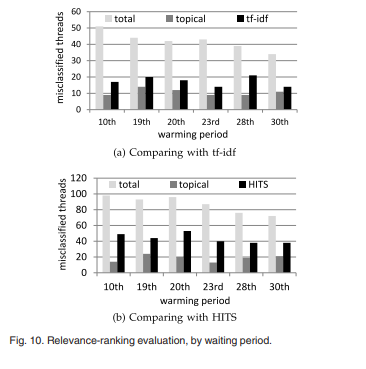 60
total
topical
tf-idf
50
40
30
20
10
0
misclassified threads
10th 19th 20th 23rd 28th 30th
warming period
(a) Comparing with tf-idf
120
total
topical
HITS
100
80
60
40
20
0
misclassified threads
10th 19th 20th 23rd 28th 30th
warming period
(b) Comparing with HITS
Fig. 10. Relevance-ranking evaluation, by waiting period.